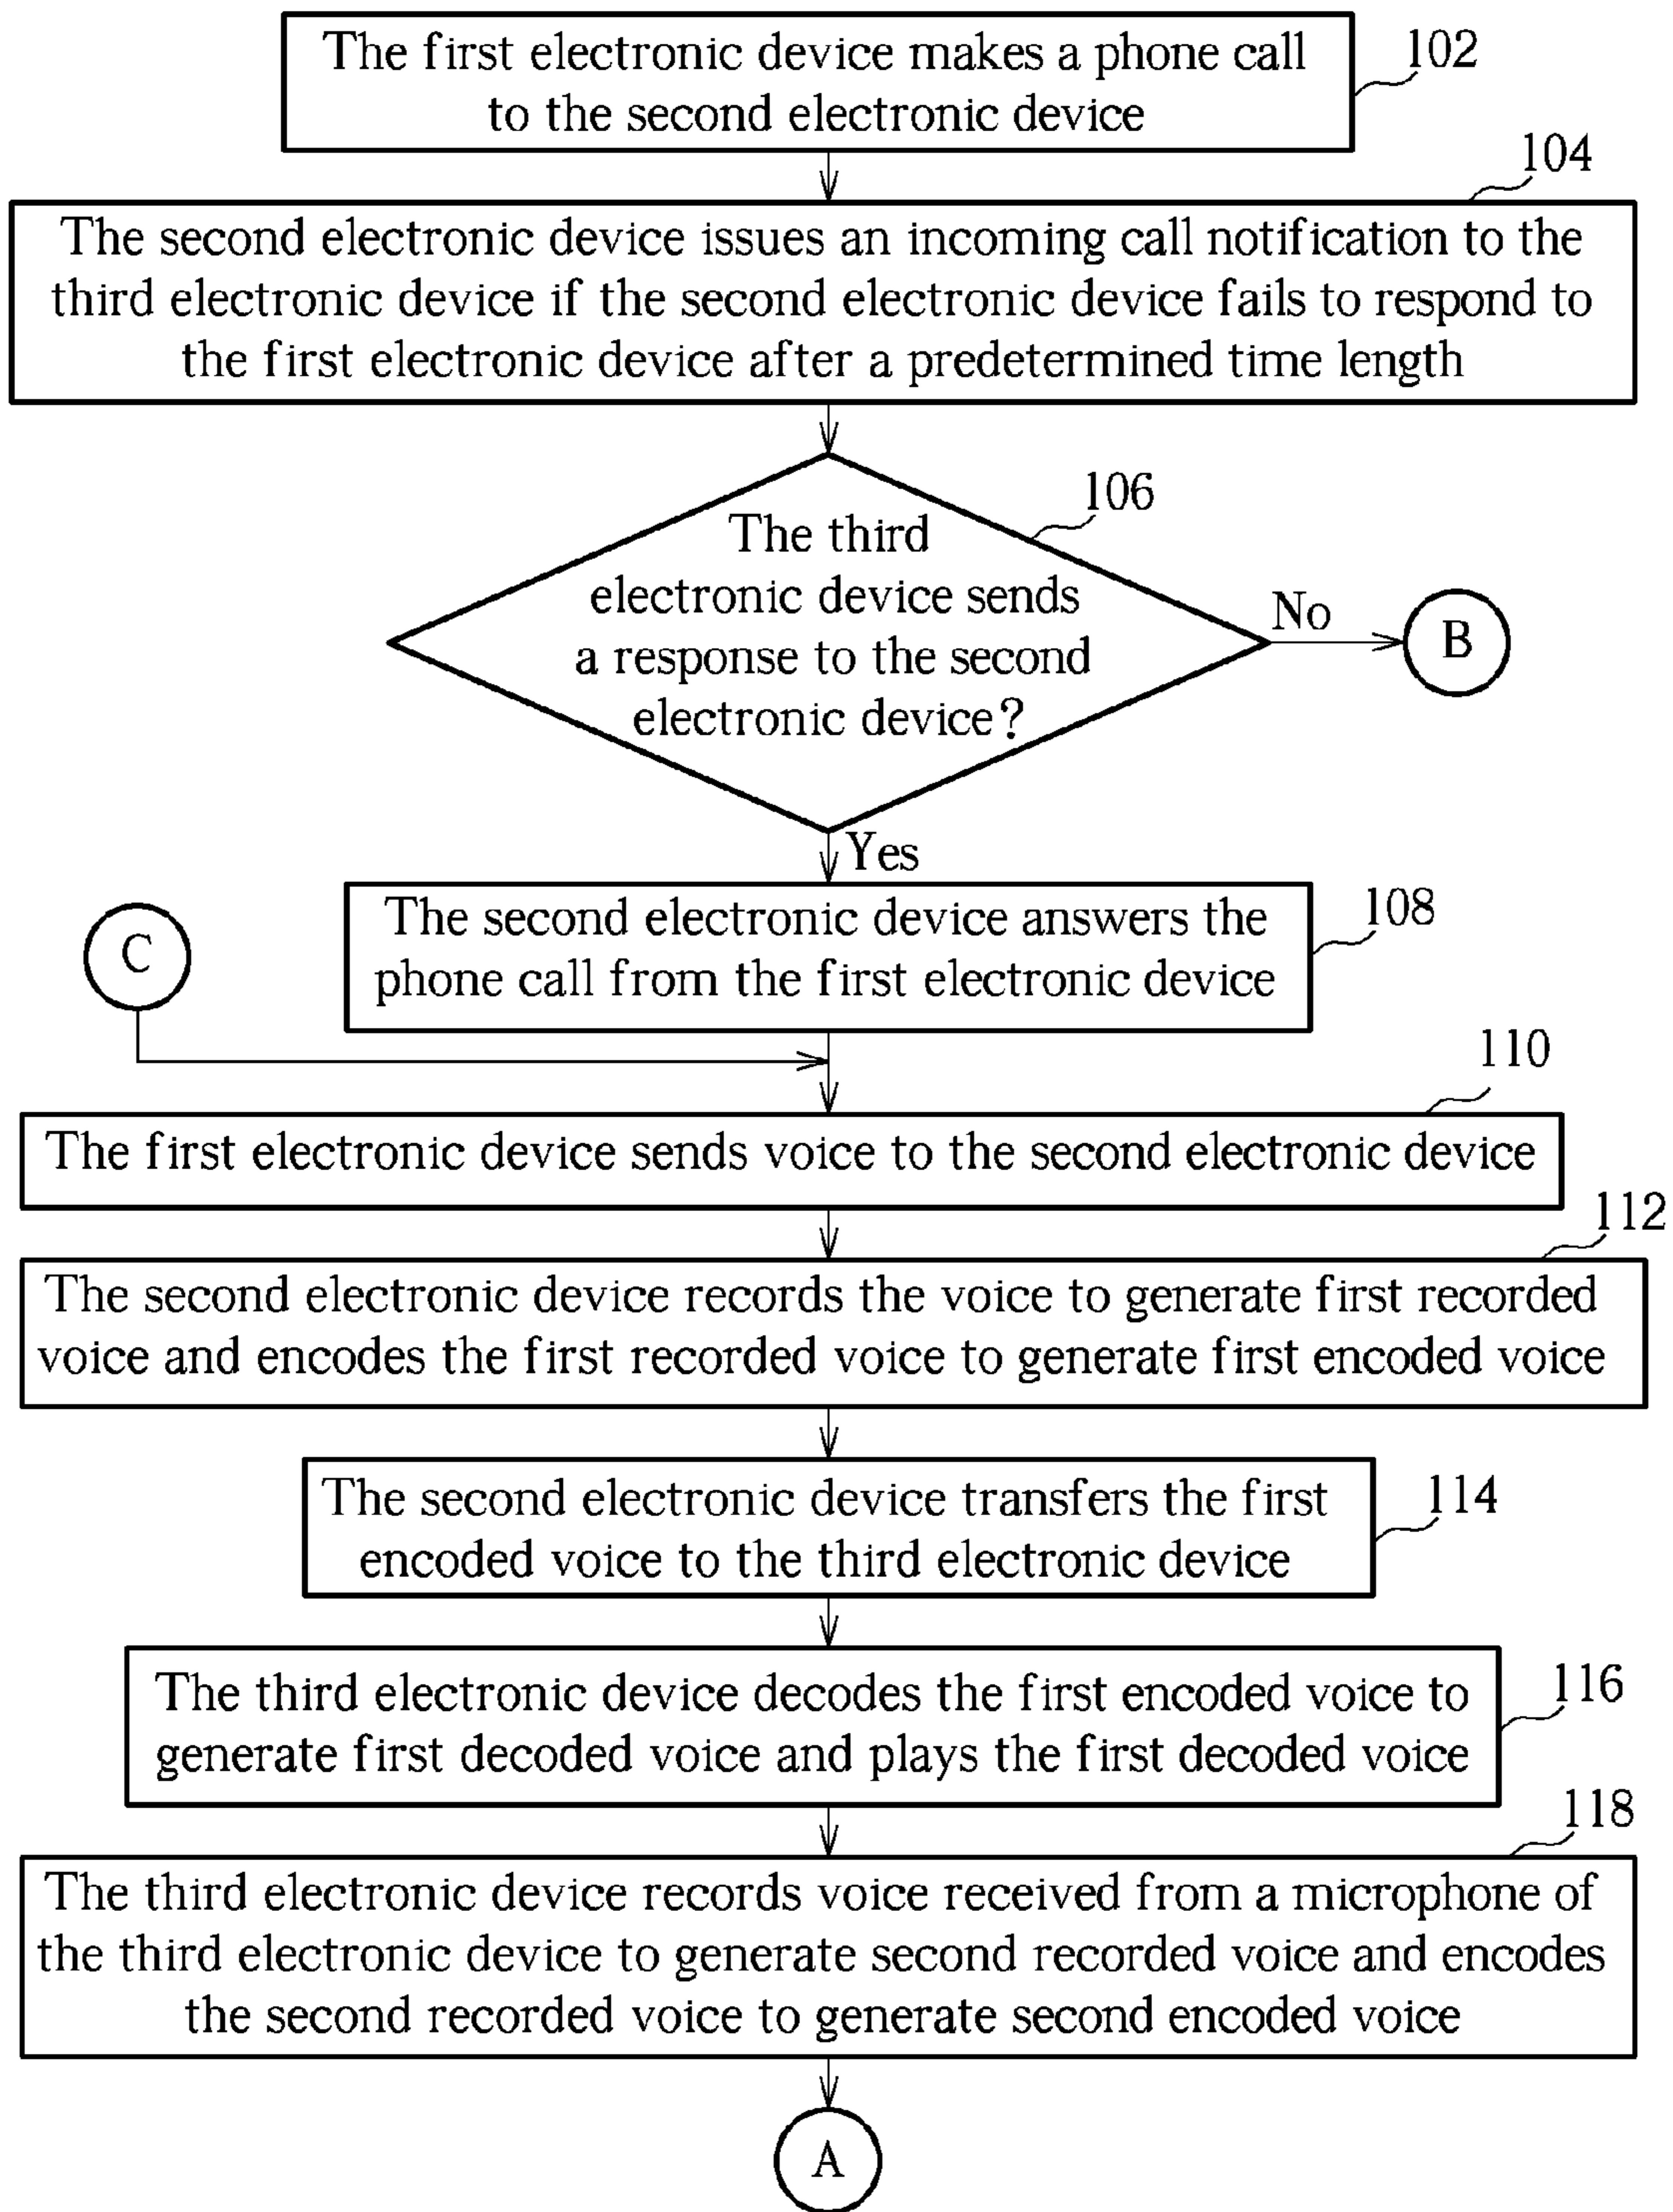 The first electronic device makes a phone call
to the second electronic device
102
104
The second electronic device issues an incoming call notification to the
third electronic device if the second electronic device fails to respond to
the first electronic device after a predetermined time length
106
The third
electronic device sends
a response to the second
electronic device?
No
B
Yes
The second electronic device answers the
phone call from the first electronic device
108
C
110
The first electronic device sends voice to the second electronic device
112
The second electronic device records the voice to generate first recorded
voice and encodes the first recorded voice to generate first encoded voice
The second electronic device transfers the first
encoded voice to the third electronic device
114
The third electronic device decodes the first encoded voice to
generate first decoded voice and plays the first decoded voice
116
118
The third electronic device records voice received from a microphone of
the third electronic device to generate second recorded voice and encodes
the second recorded voice to generate second encoded voice
A